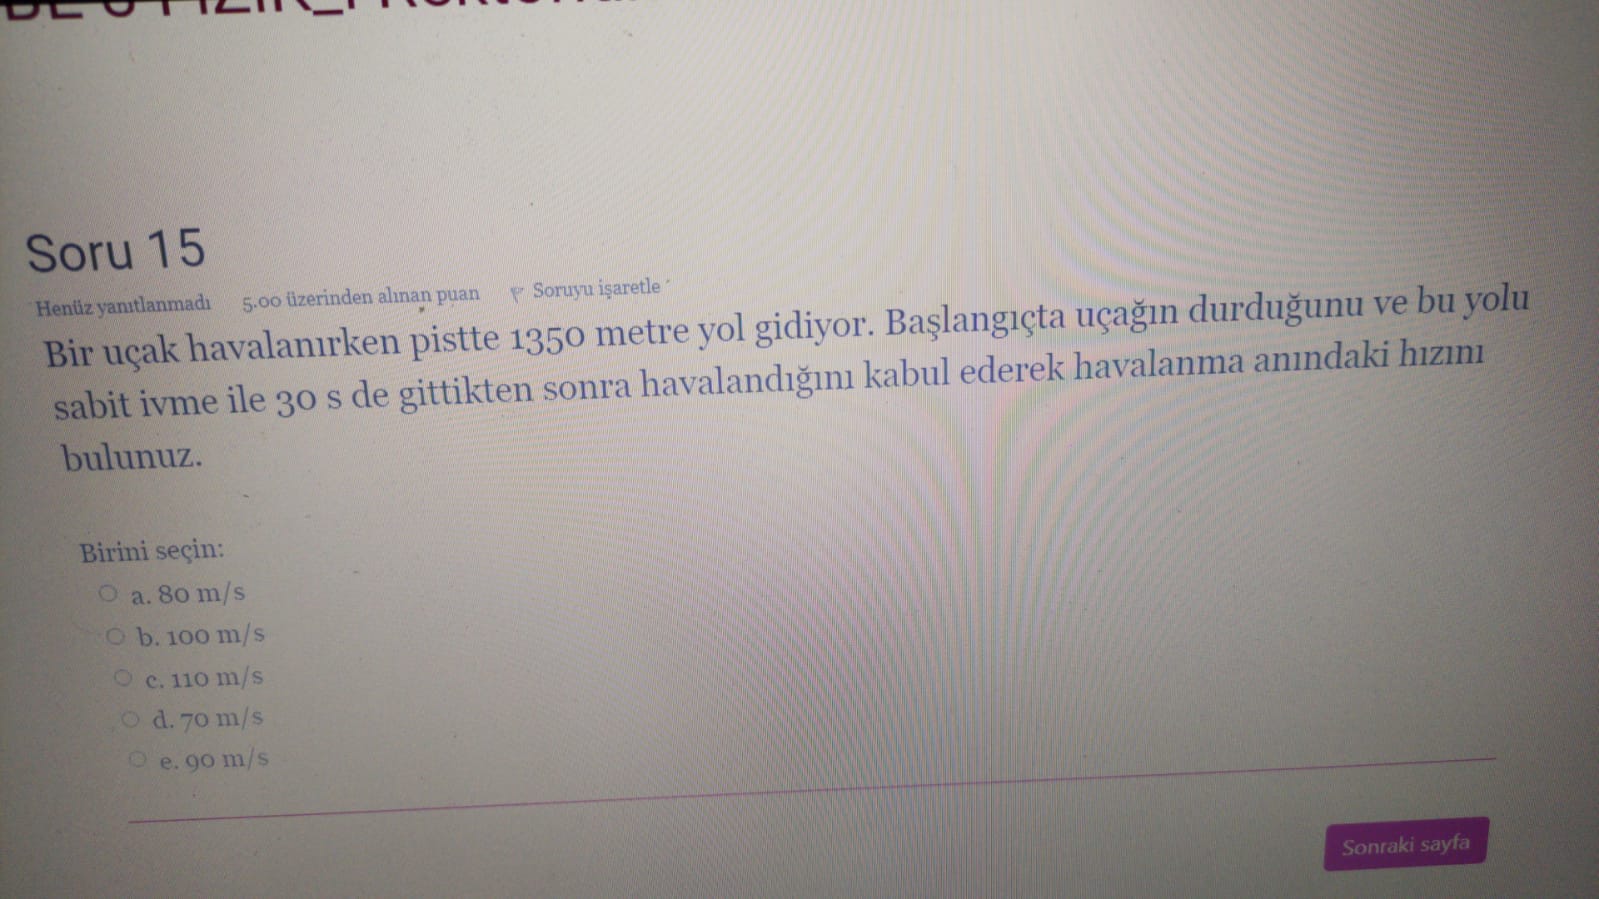 Soru 15
Henüz yanıtlanmadı 5.00 üzerinden alınan puan Soruyu işaretle
Bir uçak havalanırken pistte 1350 metre yol gidiyor. Başlangıçta uçağın durduğunu ve bu yolu
sabit ivme ile 30 s de gittikten sonra havalandığını kabul ederek havalanma anındaki hızını
bulunuz.
Birini seçin:
a. 80 m/s
b. 100 m/s
c. 110 m/s
d. 70 m/s
e. 90 m/s
Sonraki sayfa